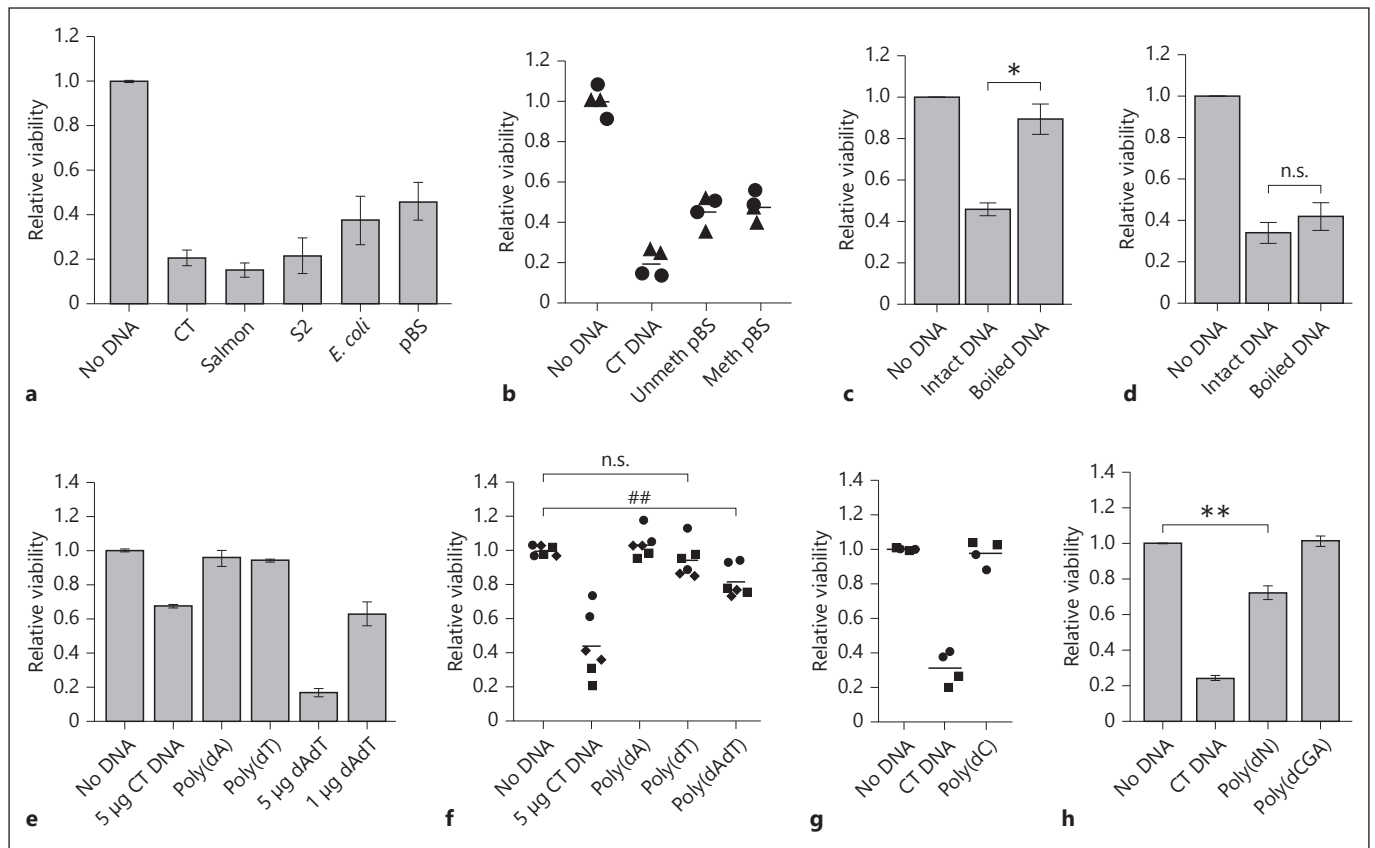 1.2
1.0
0.8
0.6
0.4
0.2
0
Relative viability
No DNA
CT
Salmon
S2
E. coli
pBS
a
1.2
1.0
0.8
0.6
0.4
0.2
0
Relative viability
No DNA
CT DNA
Unmeth pBS
Meth pBS
b
1.2
1.0
0.8
0.6
0.4
0.2
0
Relative viability
*
No DNA
Intact DNA
Boiled DNA
c
1.2
1.0
0.8
0.6
0.4
0.2
0
Relative viability
n.s.
No DNA
Intact DNA
Boiled DNA
d
1.4
1.2
1.0
0.8
0.6
0.4
0.2
0
Relative viability
No DNA
5 µg CT DNA
Poly(dA)
Poly(dT)
5 µg dAdT
1 µg dAdT
e
1.4
1.2
1.0
0.8
0.6
0.4
0.2
0
Relative viability
n.s.
##
No DNA
5 µg CT DNA
Poly(dA)
Poly(dT)
Poly(dAdT)
f
1.4
1.2
1.0
0.8
0.6
0.4
0.2
0
Relative viability
No DNA
CT DNA
Poly(dC)
g
1.4
1.2
1.0
0.8
0.6
0.4
0.2
0
Relative viability
**
No DNA
CT DNA
Poly(dN)
Poly(dCGA)
h